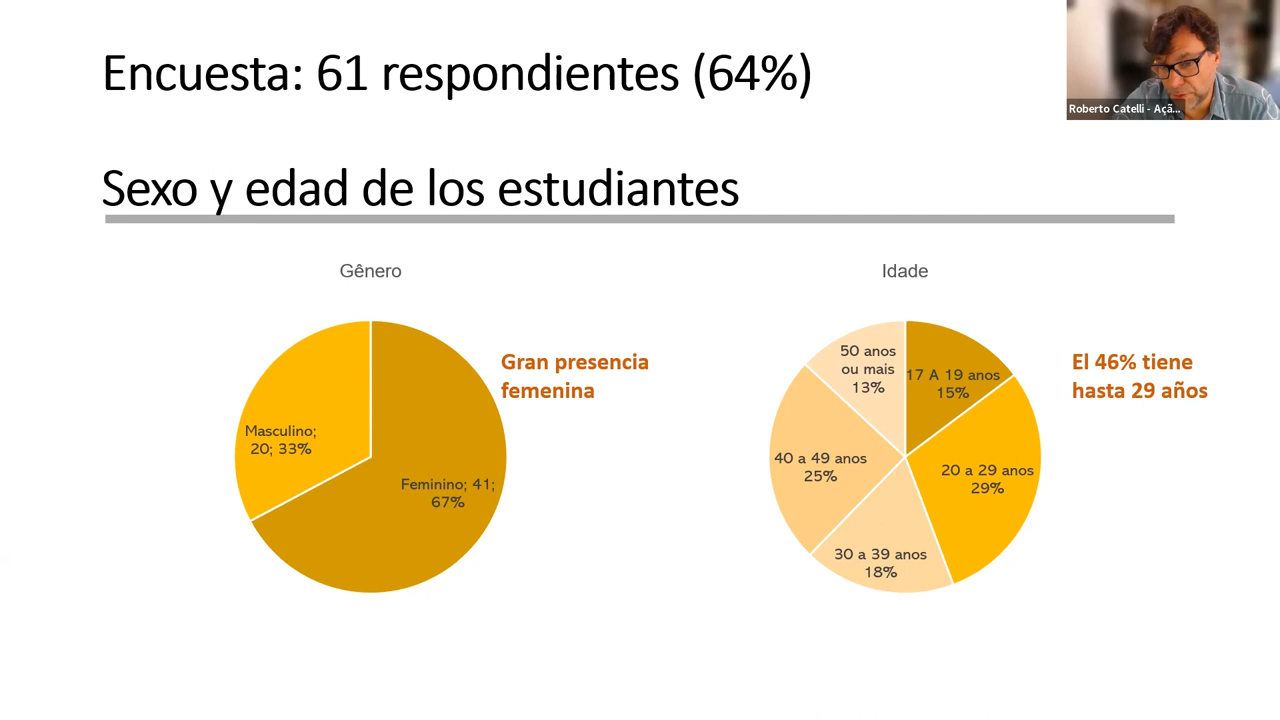 Encuesta: 61 respondientes (64%)
Roberto Catelli - Açã...
Sexo y edad de los estudiantes
Gênero
Masculino;
20; 33%
Feminino; 41;
67%
Gran presencia
femenina
Idade
50 anos
ou mais
13%
17 A 19 anos
15%
40 a 49 anos
25%
20 a 29 anos
29%
30 a 39 anos
18%
El 46% tiene
hasta 29 años